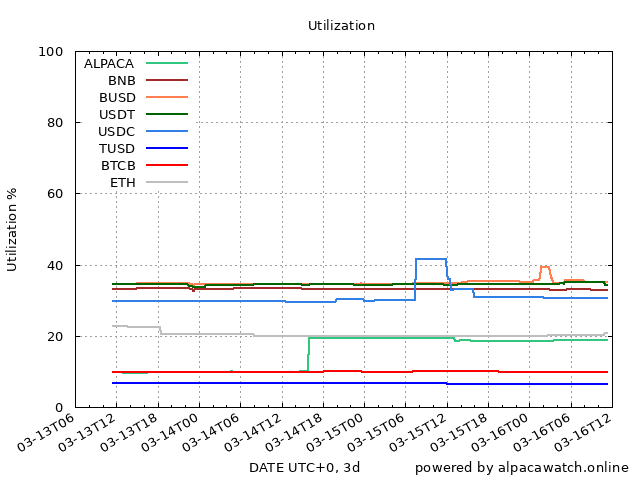 Utilization
100
80
60
40
20
0
Utilization %
ALPACA
BNB
BUSD
USDT
USDC
TUSD
BTCB
ETH
03-13T06
03-13T12
03-13T18
03-14T00
03-14T06
03-14T12
03-14T18
03-15T00
03-15T06
03-15T12
03-15T18
03-16T00
03-16T06
03-16T12
DATE UTC+0, 3d
powered by alpacawatch.online